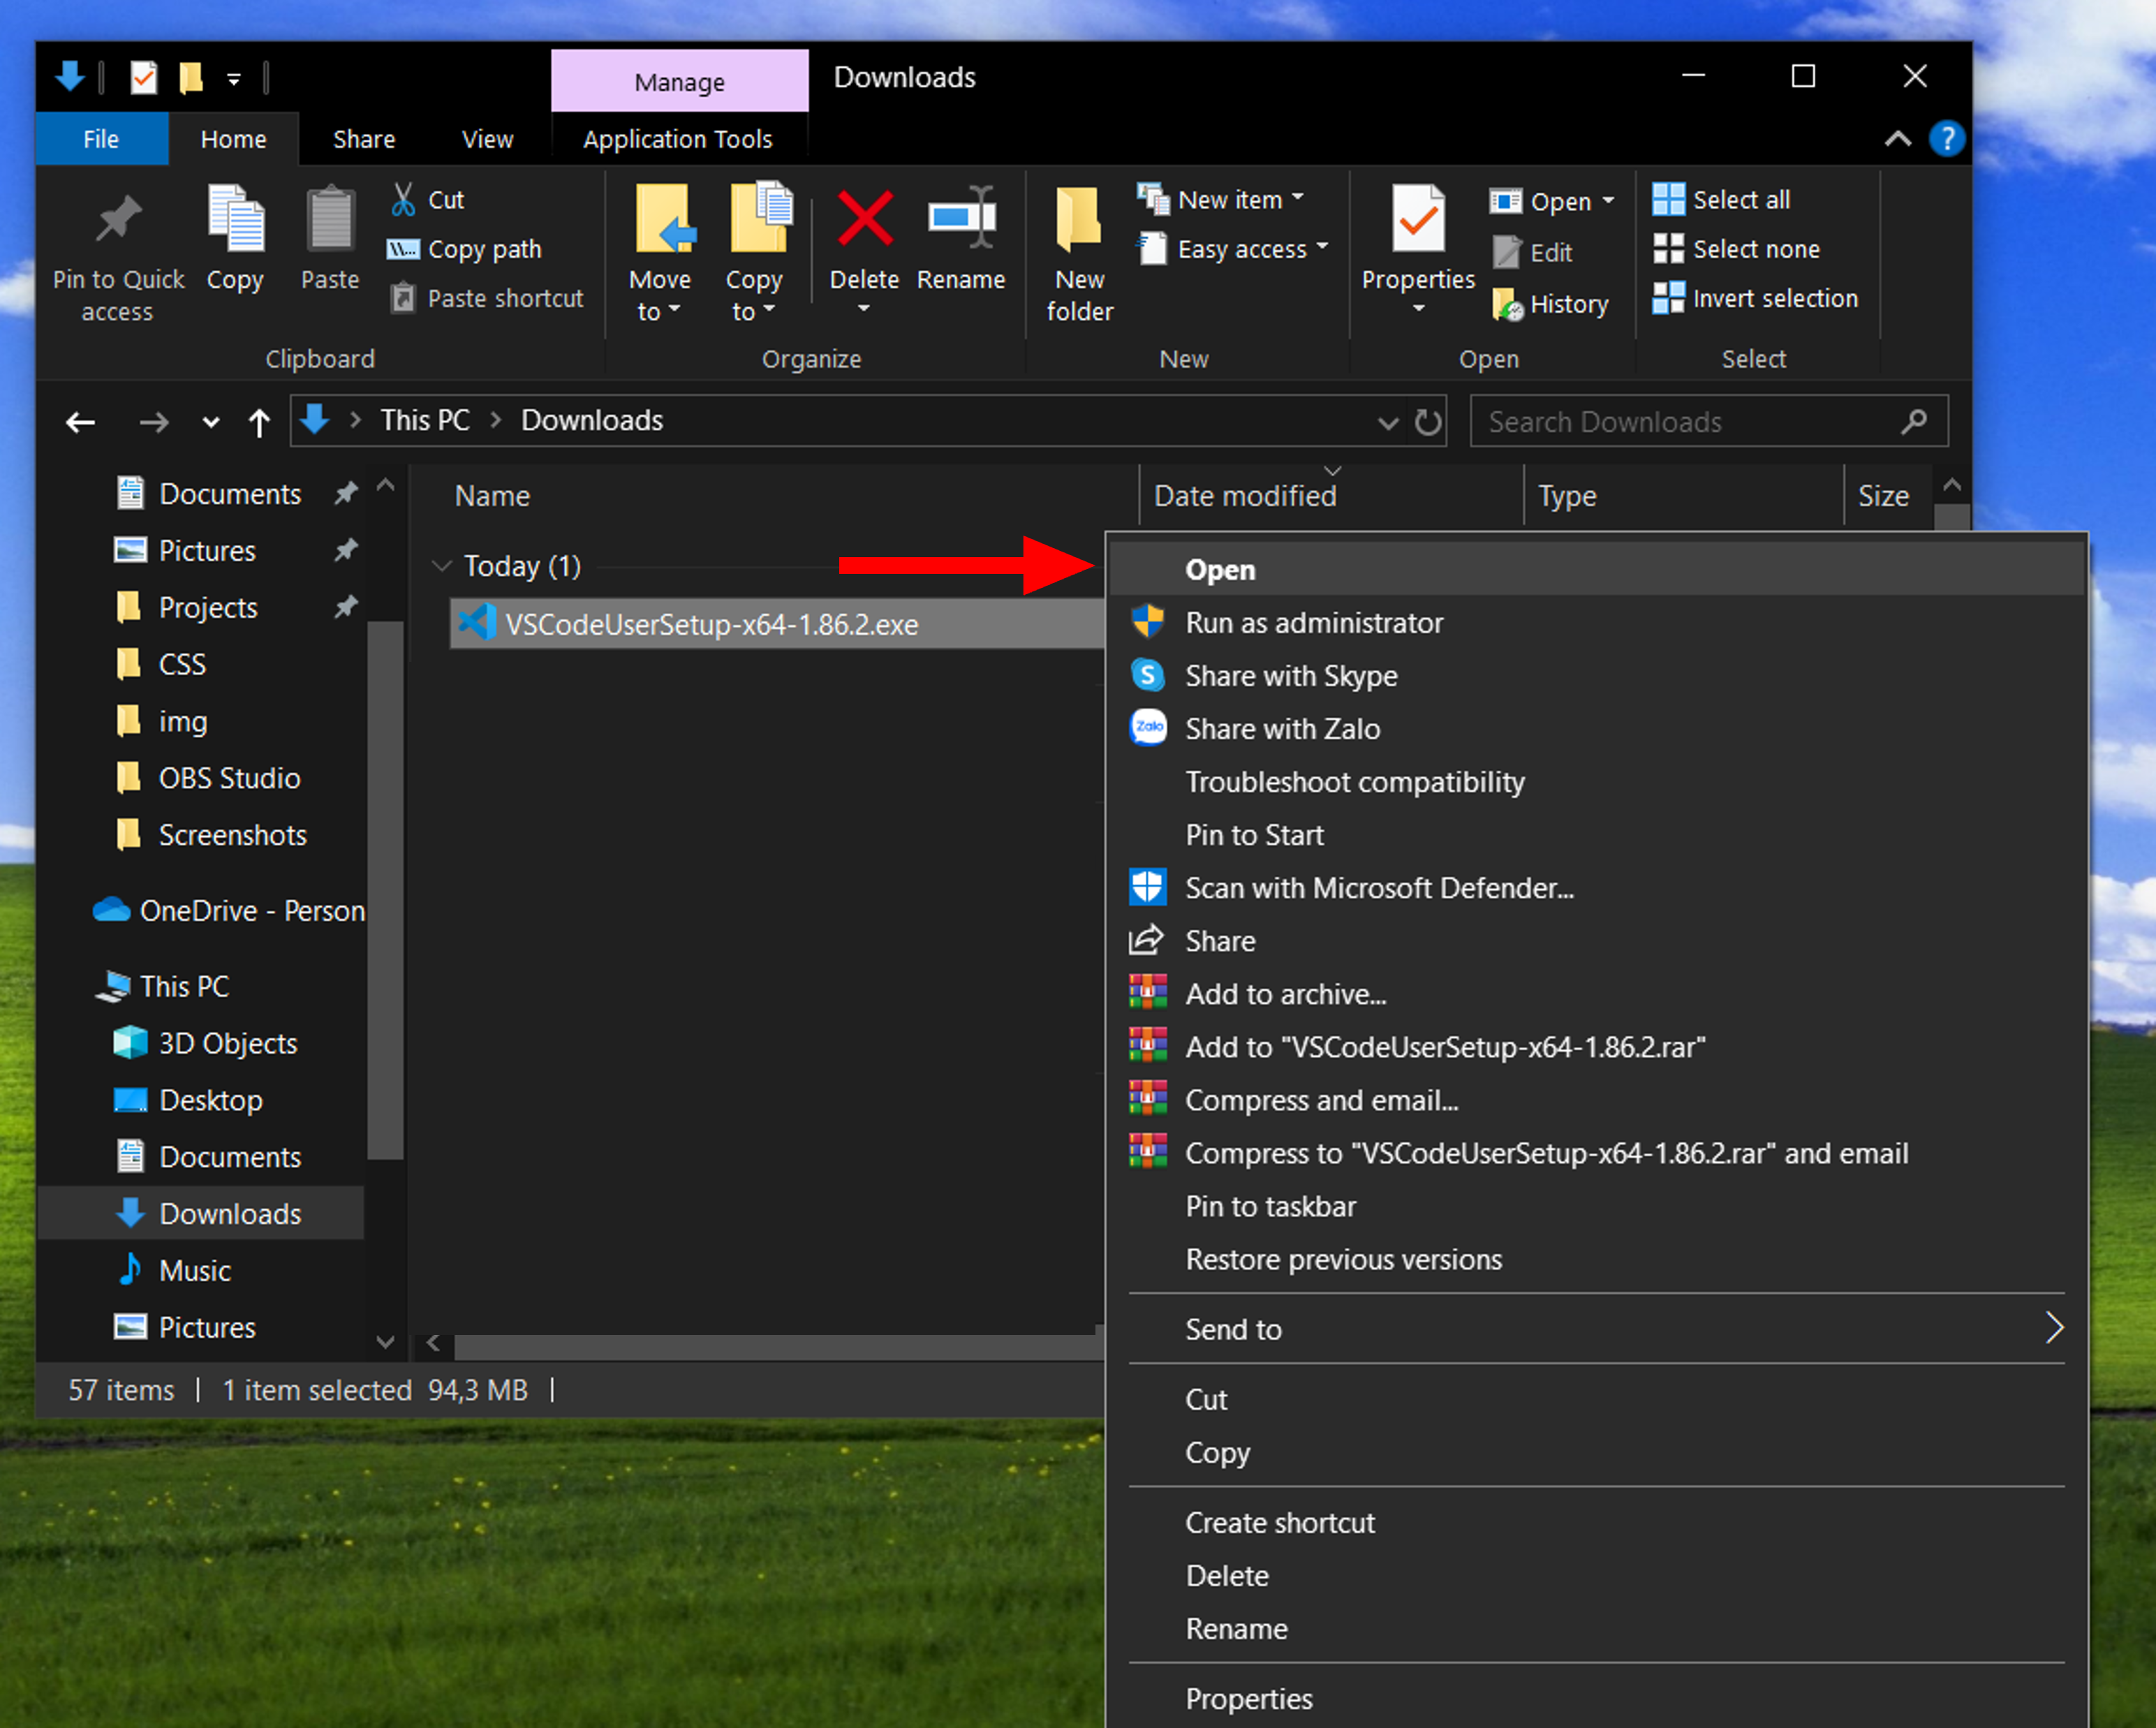 Manage
Downloads
File
Home
Share
View
Application Tools
?
Pin to Quick
access
Copy
Paste
Cut
Copy path
Paste shortcut
Clipboard
Move
to
Copy
to
Delete
Rename
Organize
New
folder
New item
Easy access
New
Properties
Open
Edit
History
Open
Select all
Select none
Invert selection
Select
This PC
Downloads
Search Downloads
Documents
Pictures
Projects
CSS
img
OBS Studio
Screenshots
OneDrive - Person
This PC
3D Objects
Desktop
Documents
Downloads
Music
Pictures
Name
Date modified
Type
Size
Today (1)
VSCodeUserSetup-x64-1.86.2.exe
Open
Run as administrator
S
Share with Skype
Zalo
Share with Zalo
Troubleshoot compatibility
Pin to Start
Scan with Microsoft Defender...
Share
Add to archive...
Add to "VSCodeUserSetup-x64-1.86.2.rar"
Compress and email...
Compress to "VSCodeUserSetup-x64-1.86.2.rar" and email
Pin to taskbar
Restore previous versions
Send to
Cut
Copy
Create shortcut
Delete
Rename
Properties
57 items
1 item selected 94,3 MB